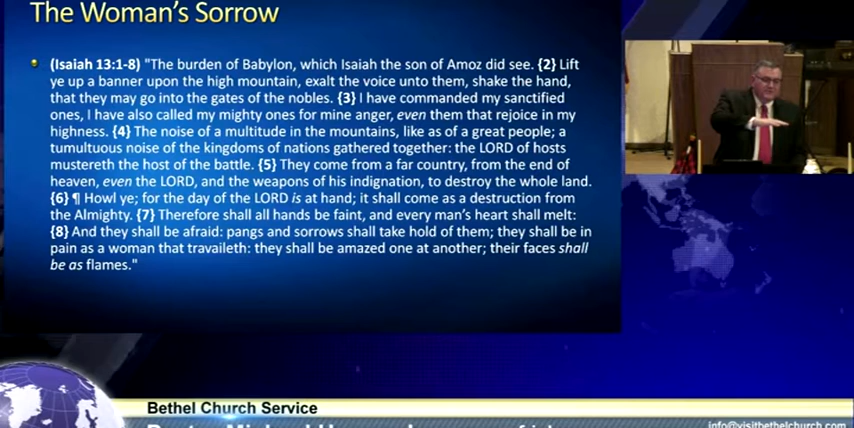 The Woman's Sorrow
(Isaiah 13:1-8) "The burden of Babylon, which Isaiah the son of Amoz did see. {2} Lift
ye up a banner upon the high mountain, exalt the voice unto them, shake the hand,
that they may go into the gates of the nobles. {3} I have commanded my sanctified
ones, I have also called my mighty ones for mine anger, even them that rejoice in my
highness. {4} The noise of a multitude in the mountains, like as of a great people; a
tumultuous noise of the kingdoms of nations gathered together: the LORD of hosts
mustereth the host of the battle. {5} They come from a far country, from the end of
heaven, even the LORD, and the weapons of his indignation, to destroy the whole land.
{6} ¶ Howl ye; for the day of the LORD is at hand; it shall come as a destruction from
the Almighty. {7} Therefore shall all hands be faint, and every man's heart shall melt:
{8} And they shall be afraid: pangs and sorrows shall take hold of them; they shall be in
pain as a woman that travaileth: they shall be amazed one at another; their faces shall
be as flames."
Bethel Church Service
info@visitbethelchurch.com